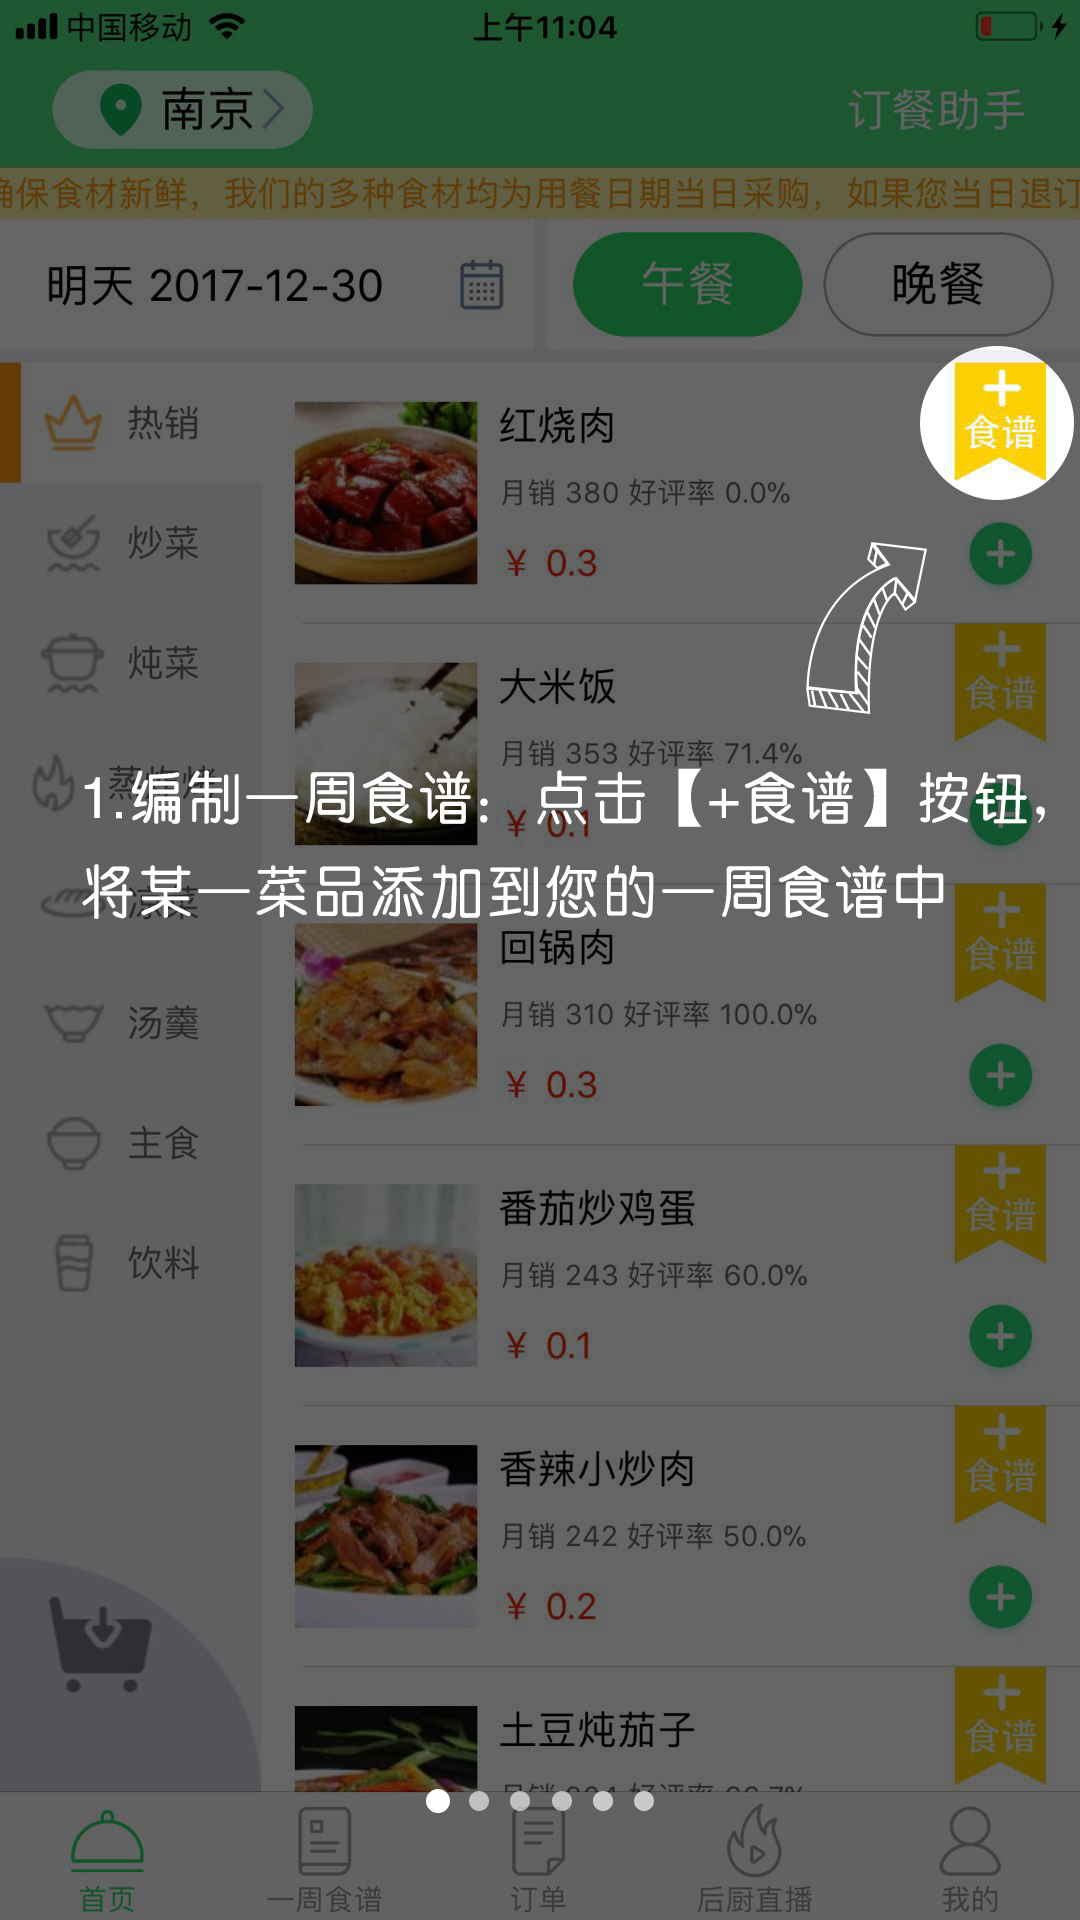 中国移动
上午11:04
南京
订餐助手
确保食材新鲜，我们的多种食材均为用餐日期当日采购，如果您当日退订
明天 2017-12-30
午餐
晚餐
热销
炒菜
炖菜
蒸炸烤
凉菜
汤羹
主食
饮料
红烧肉
月销 380 好评率 0.0%
¥ 0.3
+
食谱
大米饭
月销 353 好评率 71.4%
¥ 0.1
+
食谱
1.编制一周食谱：点击【+食谱】按钮，
将某一菜品添加到您的一周食谱中
回锅肉
月销 310 好评率 100.0%
¥ 0.3
+
食谱
番茄炒鸡蛋
月销 243 好评率 60.0%
¥ 0.1
+
食谱
香辣小炒肉
月销 242 好评率 50.0%
¥ 0.2
+
食谱
土豆炖茄子
+
食谱
首页
一周食谱
订单
后厨直播
我的